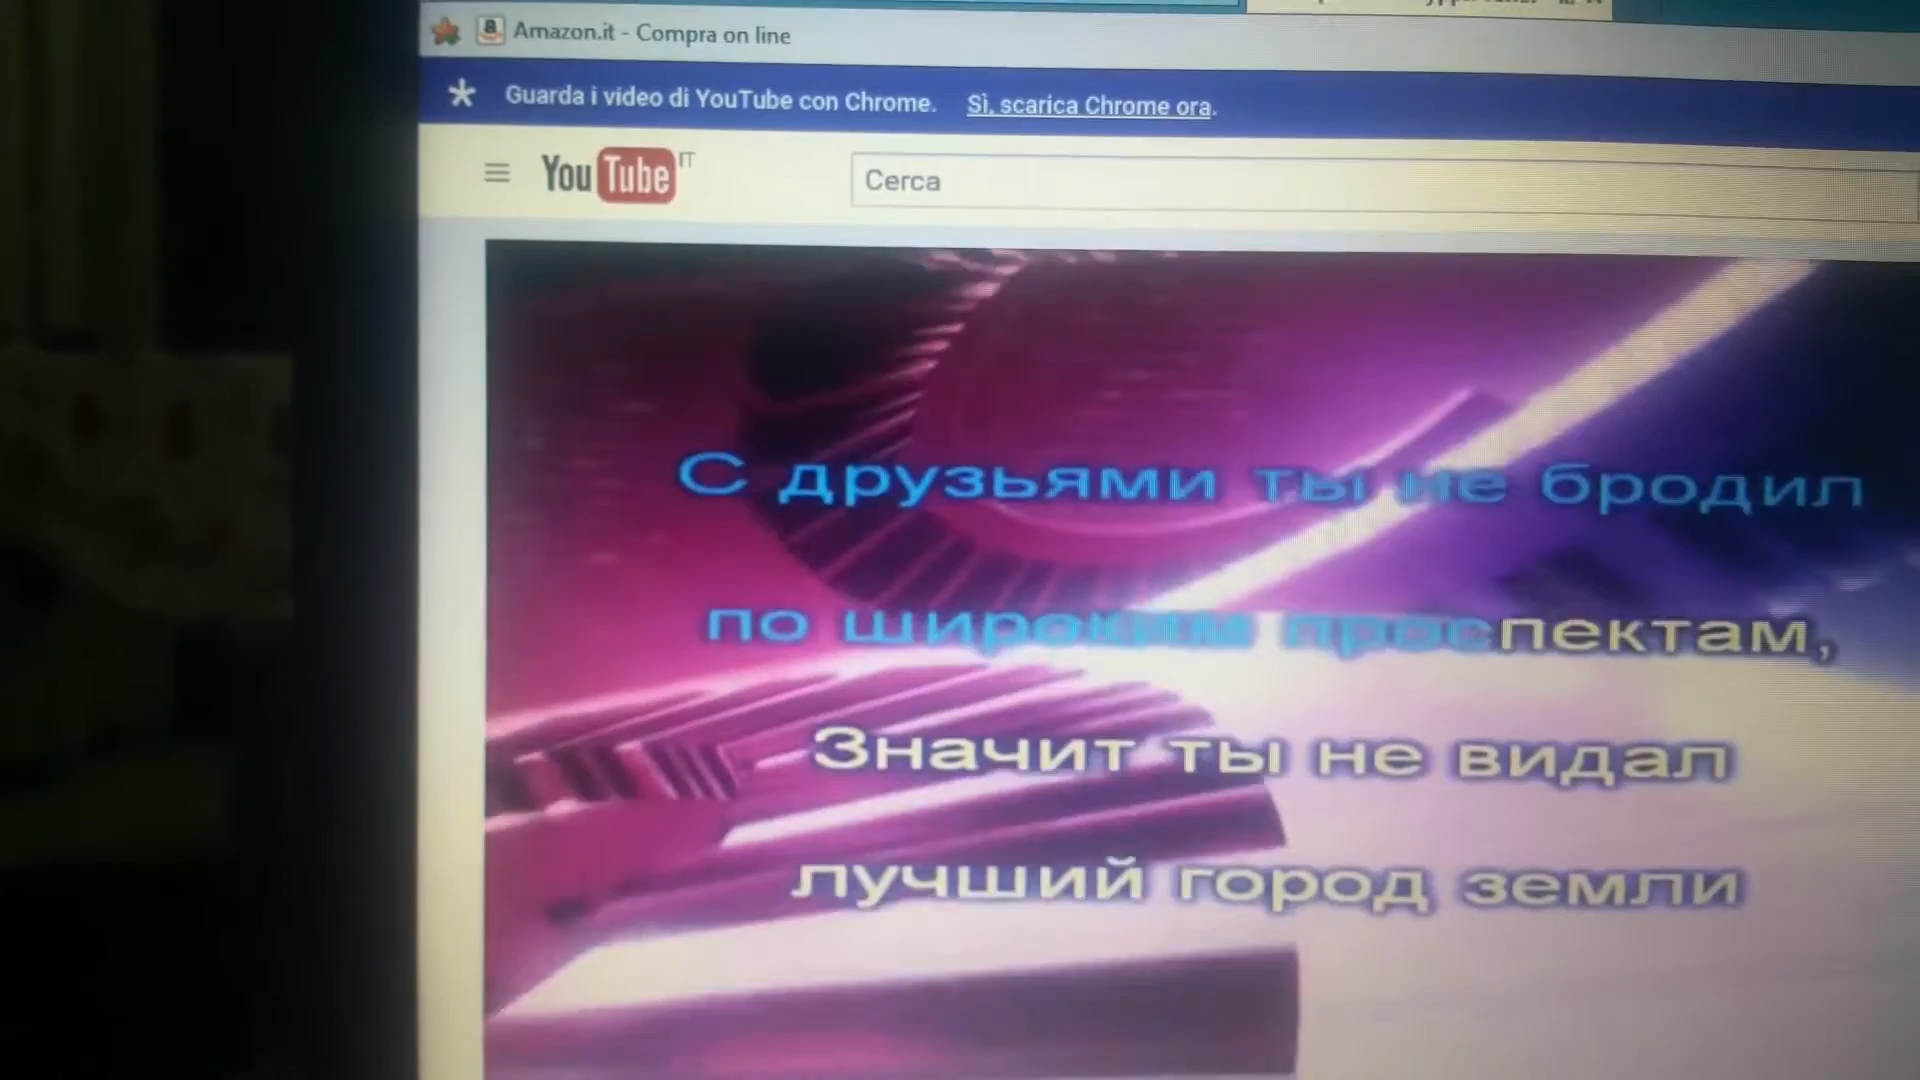 Amazon.it - Compra on line
Guarda i video di YouTube con Chrome. Sì, scarica Chrome ora.
YouTube IT
Cerca
С друзьями ты не бродил
по широким проспектам,
Значит ты не видал
лучший город земли